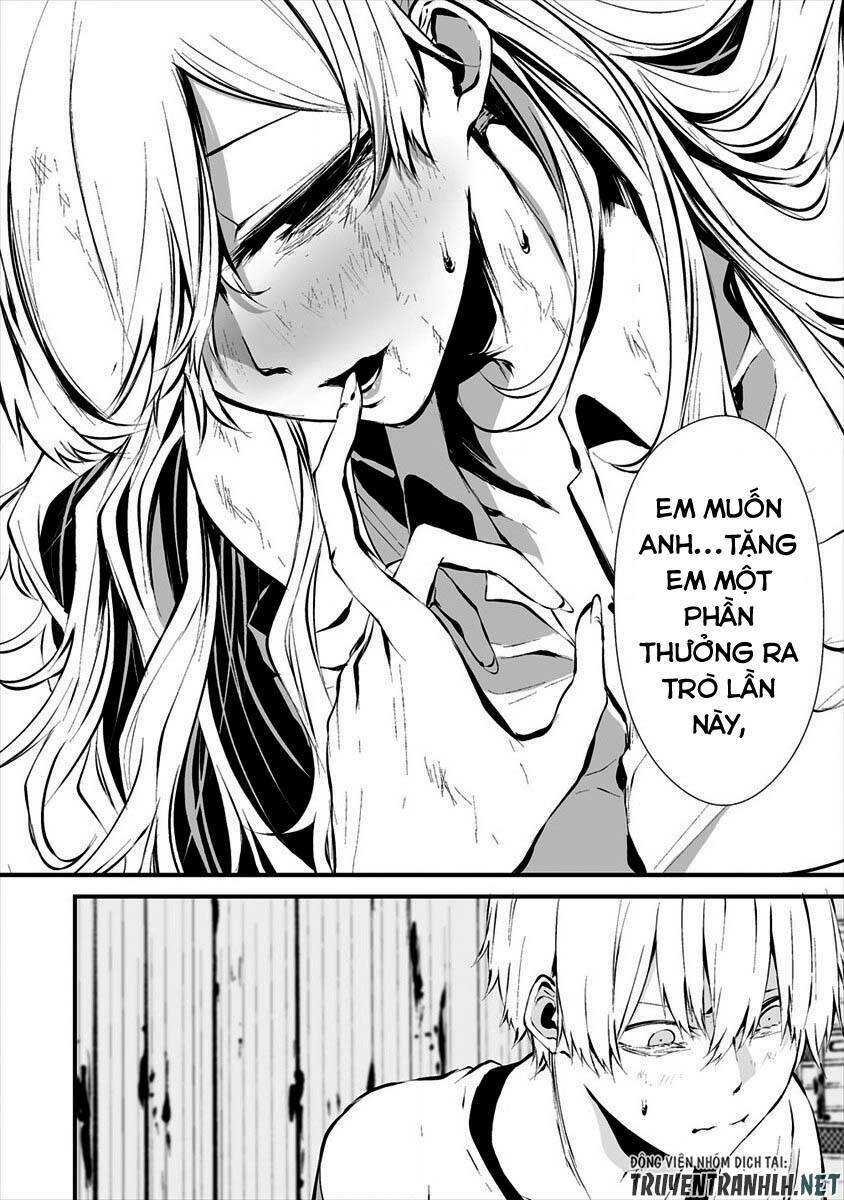 EM MUỐN
ANH...TẶNG
EM MỘT
PHẦN
THƯỞNG RA
TRÒ LẦN
NÀY,
ĐỘNG VIÊN NHÓM DỊCH TẠI:
TRUYENTRANHLH.NET